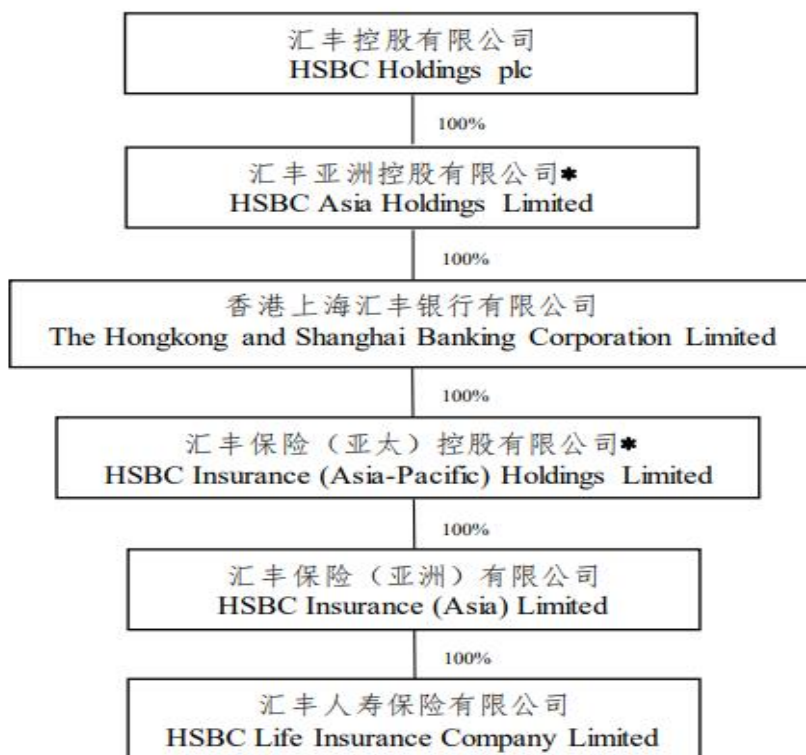 汇丰控股有限公司
HSBC Holdings plc
100%
汇丰亚洲控股有限公司*
HSBC Asia Holdings Limited
100%
香港上海汇丰银行有限公司
The Hongkong and Shanghai Banking Corporation Limited
100%
汇丰保险（亚太）控股有限公司*
HSBC Insurance (Asia-Pacific) Holdings Limited
100%
汇丰保险（亚洲）有限公司
HSBC Insurance (Asia) Limited
100%
汇丰人寿保险有限公司
HSBC Life Insurance Company Limited